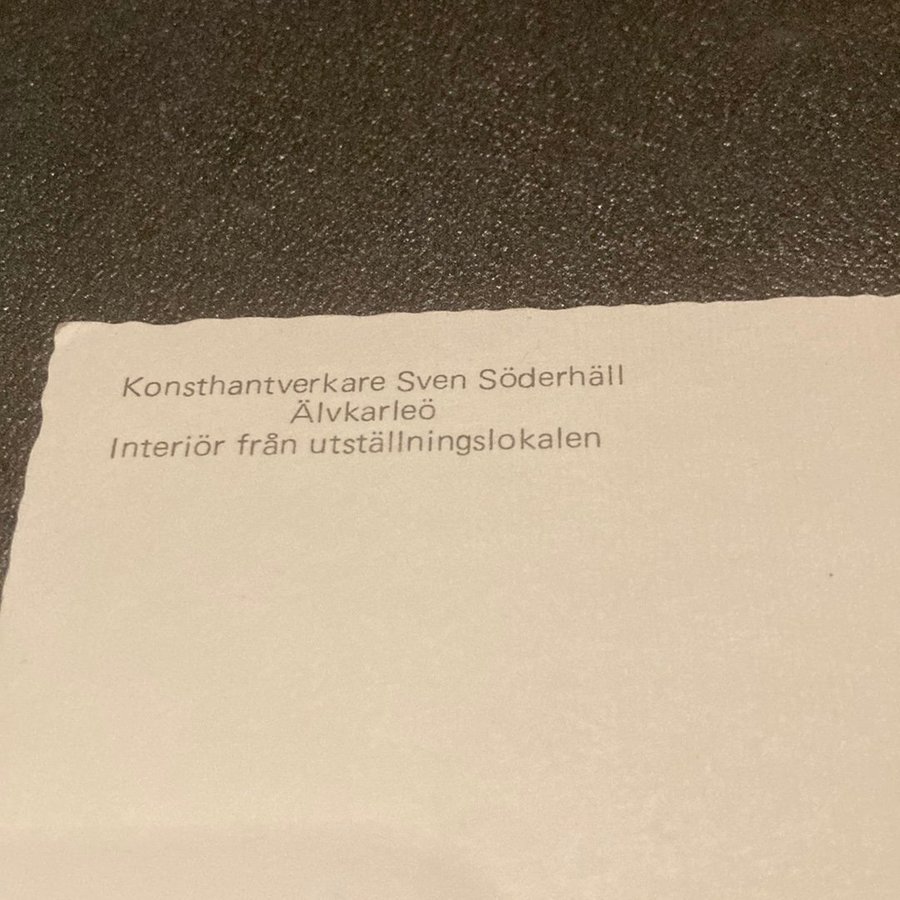 Konsthantverkare Sven Söderhäll
Älvkarleö
Interiör från utställningslokalen